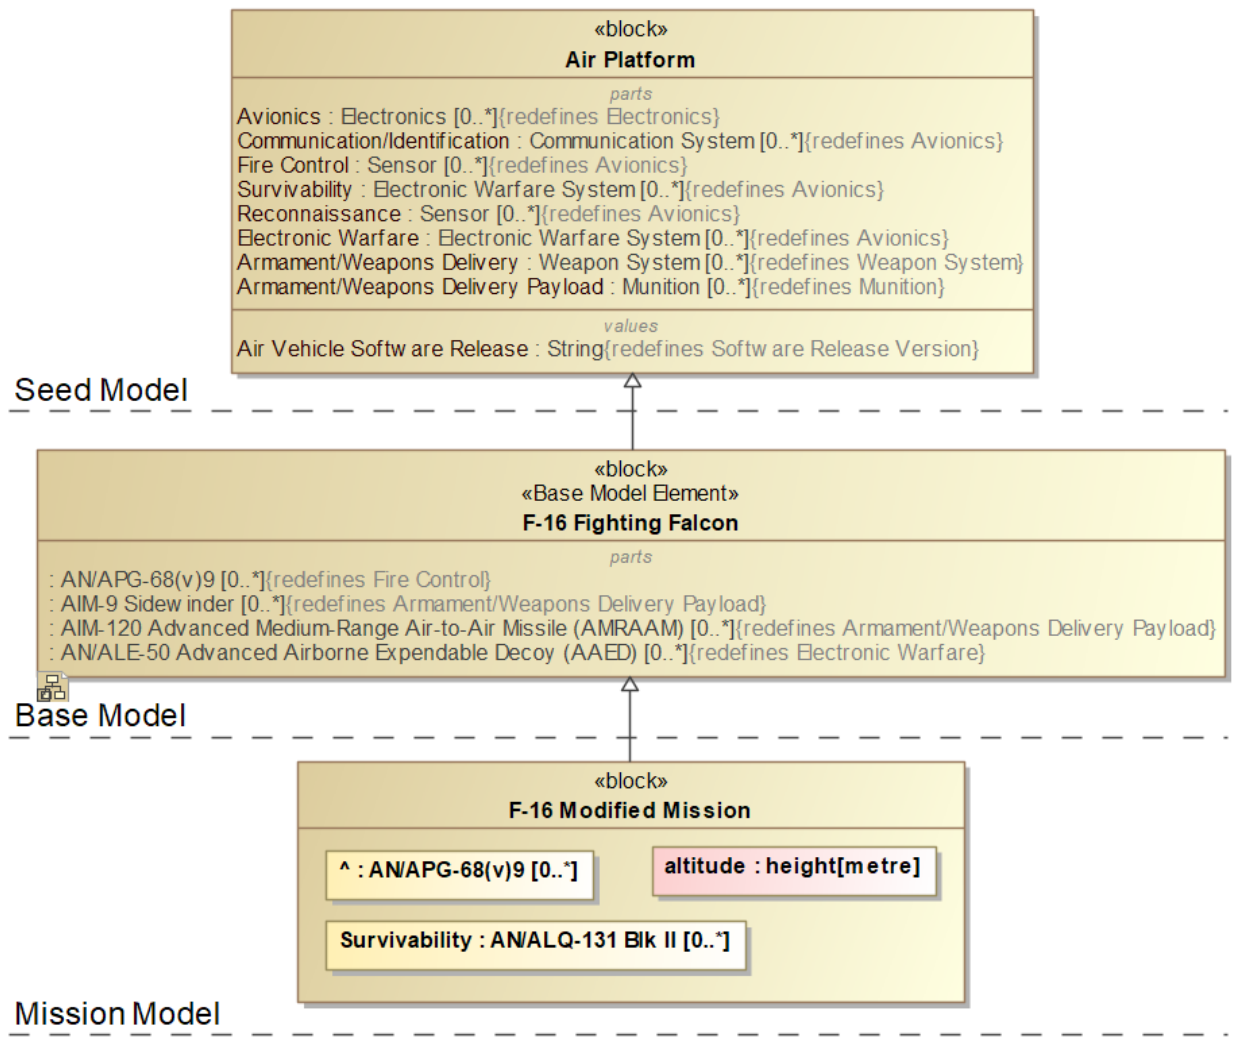 «block»
Air Platform
parts
Avionics : Electronics [0..*]{redefines Electronics}
Communication/Identification : Communication System [0..*]{redefines Avionics}
Fire Control : Sensor [0..*]{redefines Avionics}
Survivability : Electronic Warfare System [0..*]{redefines Avionics}
Reconnaissance : Sensor [0..*]{redefines Avionics}
Electronic Warfare : Electronic Warfare System [0..*]{redefines Avionics}
Armament/Weapons Delivery : Weapon System [0..*]{redefines Weapon System}
Armament/Weapons Delivery Payload : Munition [0..*]{redefines Munition}
values
Air Vehicle Software Release : String{redefines Software Release Version}
Seed Model
«block»
«Base Model Element»
F-16 Fighting Falcon
parts
: AN/APG-68(v)9 [0..*]{redefines Fire Control}
: AIM-9 Sidewinder [0..*]{redefines Armament/Weapons Delivery Payload}
: AIM-120 Advanced Medium-Range Air-to-Air Missile (AMRAAM) [0..*]{redefines Armament/Weapons Delivery Payload}
: AN/ALE-50 Advanced Airborne Expendable Decoy (AAED) [0..*]{redefines Electronic Warfare}
Base Model
«block»
F-16 Modified Mission
^ : AN/APG-68(v)9 [0..*]
altitude : height[metre]
Survivability : AN/ALQ-131 Blk II [0..*]
Mission Model